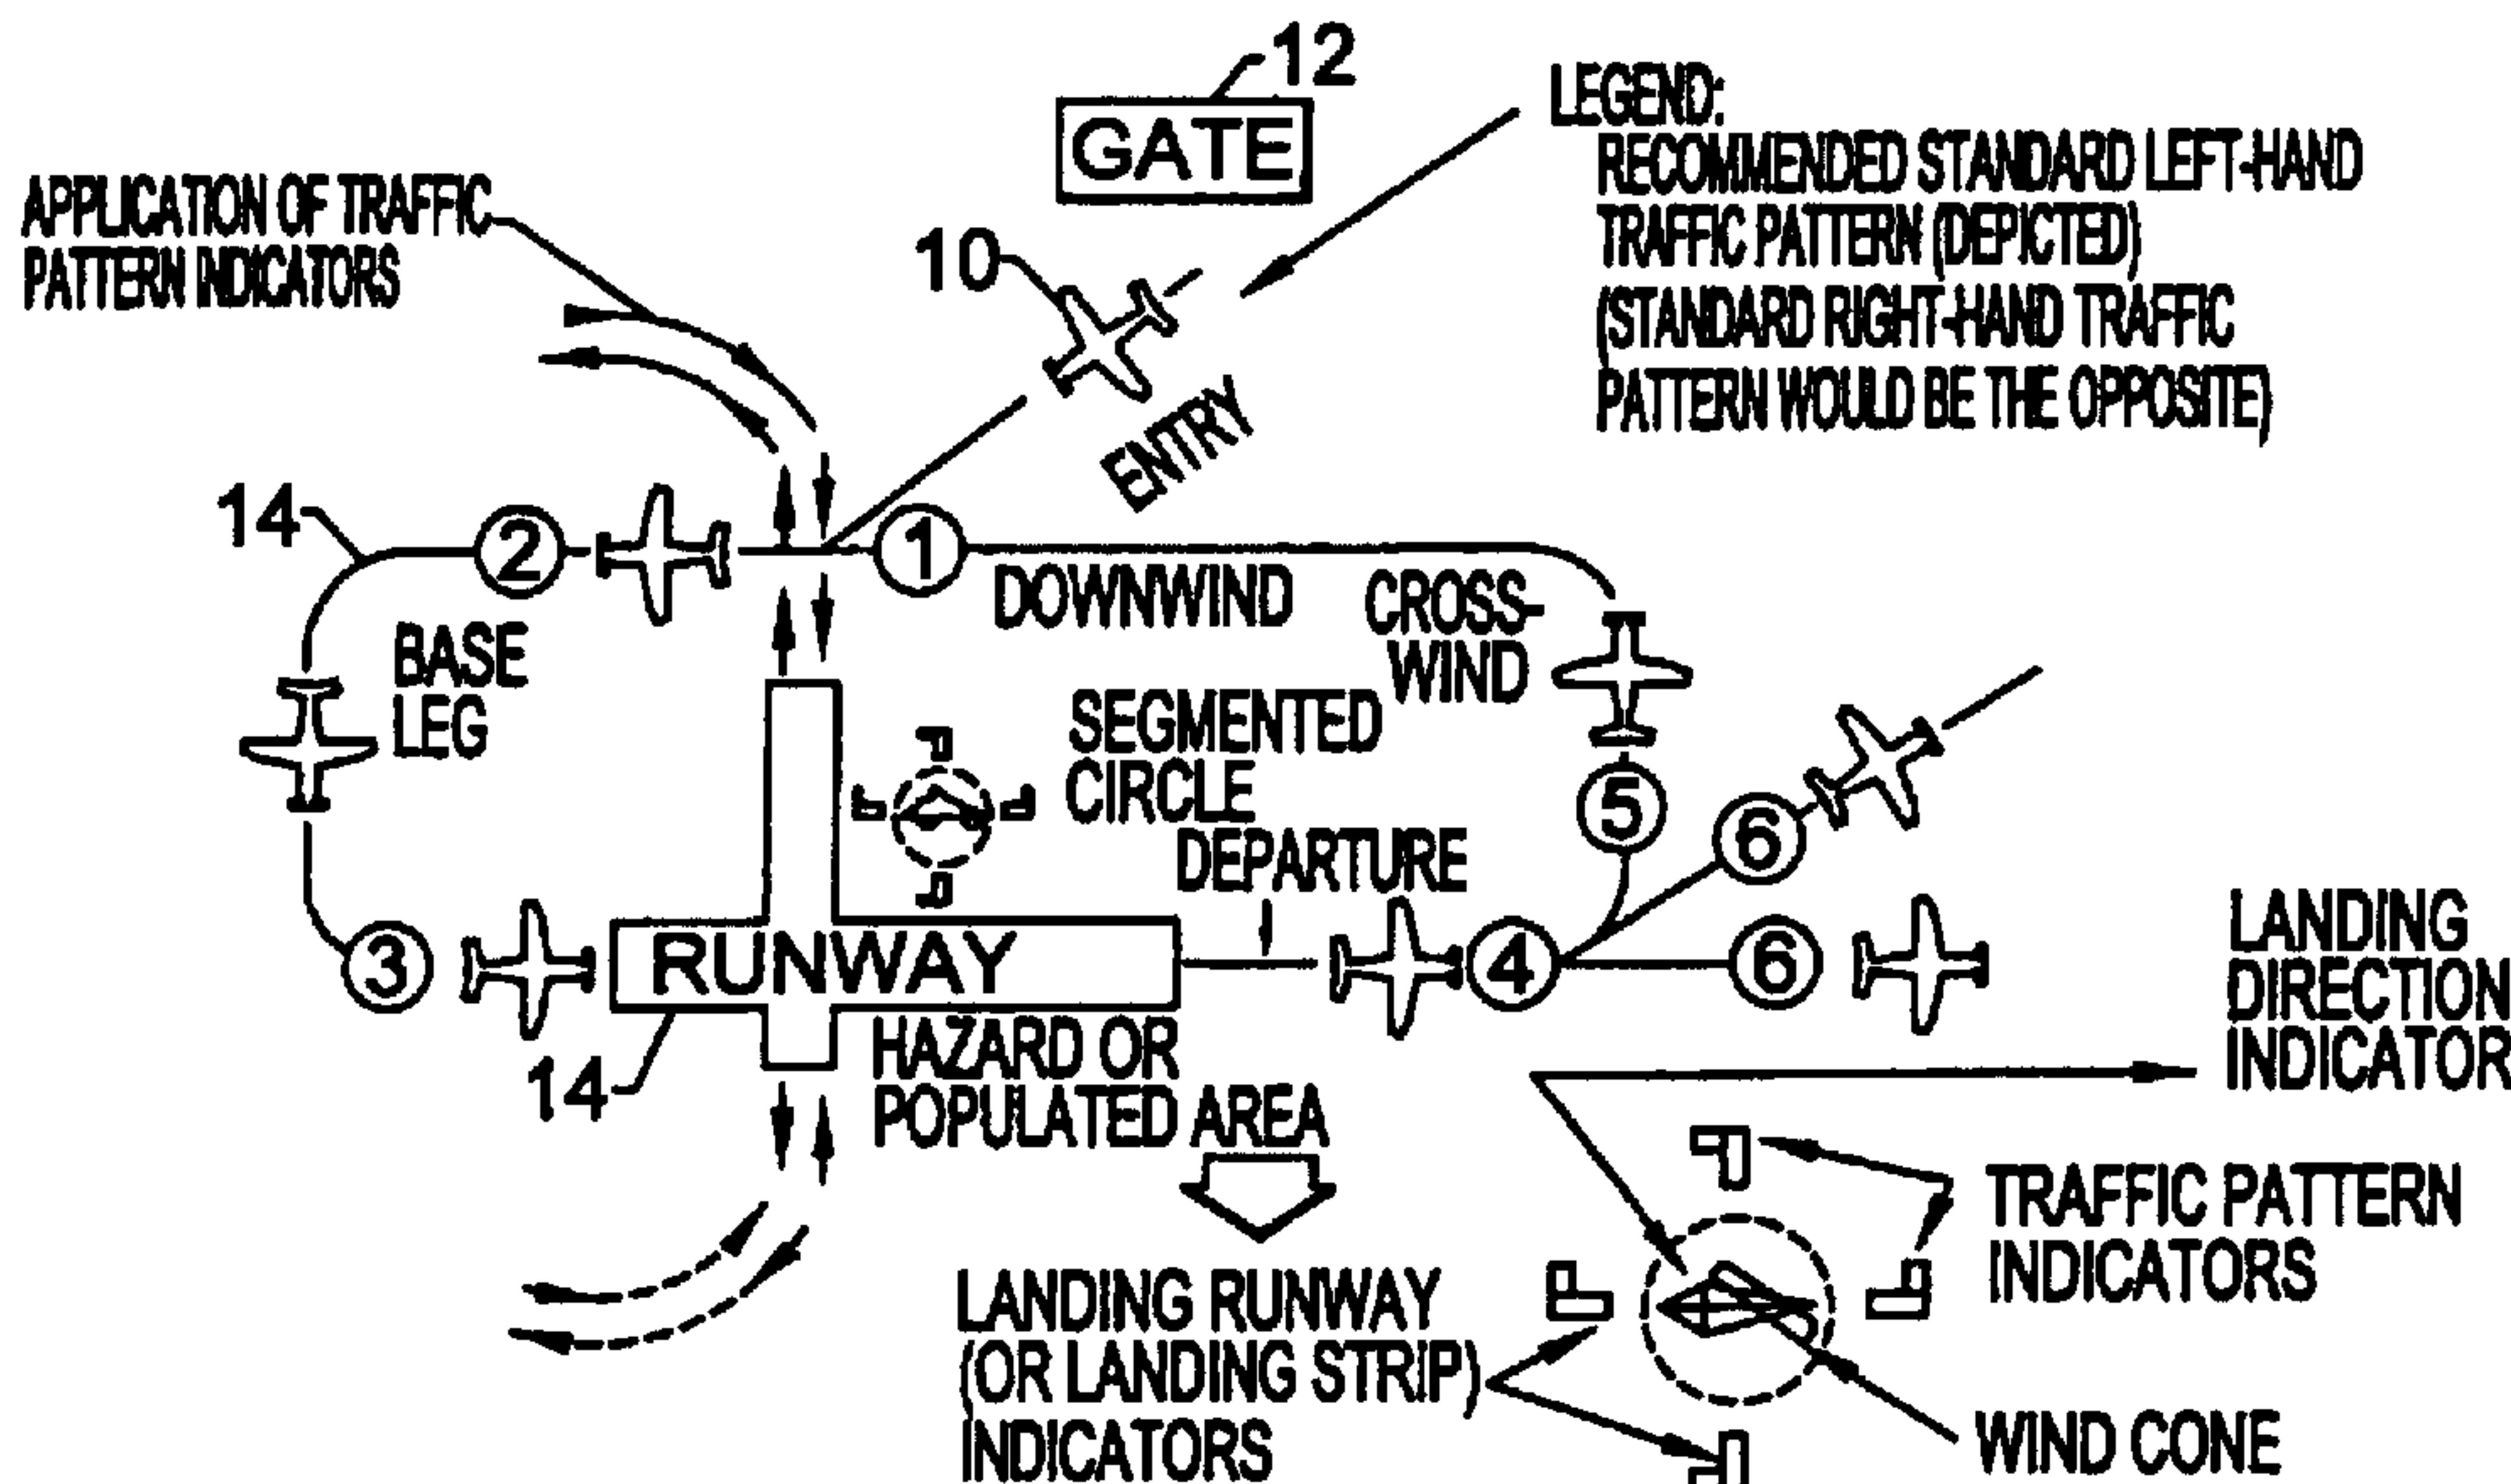 12
GATE
LEGEND:
RECOMMENDED STANDARD LEFT-HAND
TRAFFIC PATTERN (DEPICTED)
(STANDARD RIGHT-HAND TRAFFIC
PATTERN WOULD BE THE OPPOSITE)
APPLICATION OF TRAFFIC
PATTERN INDICATORS
10
ENTRY
14
2
1
DOWNWIND
CROSS-
WIND
BASE
LEG
SEGMENTED
CIRCLE
5
6
DEPARTURE
3
RUNWAY
4
6
LANDING
DIRECTION
INDICATOR
14
HAZARD OR
POPULATED AREA
TRAFFIC PATTERN
INDICATORS
LANDING RUNWAY
(OR LANDING STRIP)
INDICATORS
WIND CONE